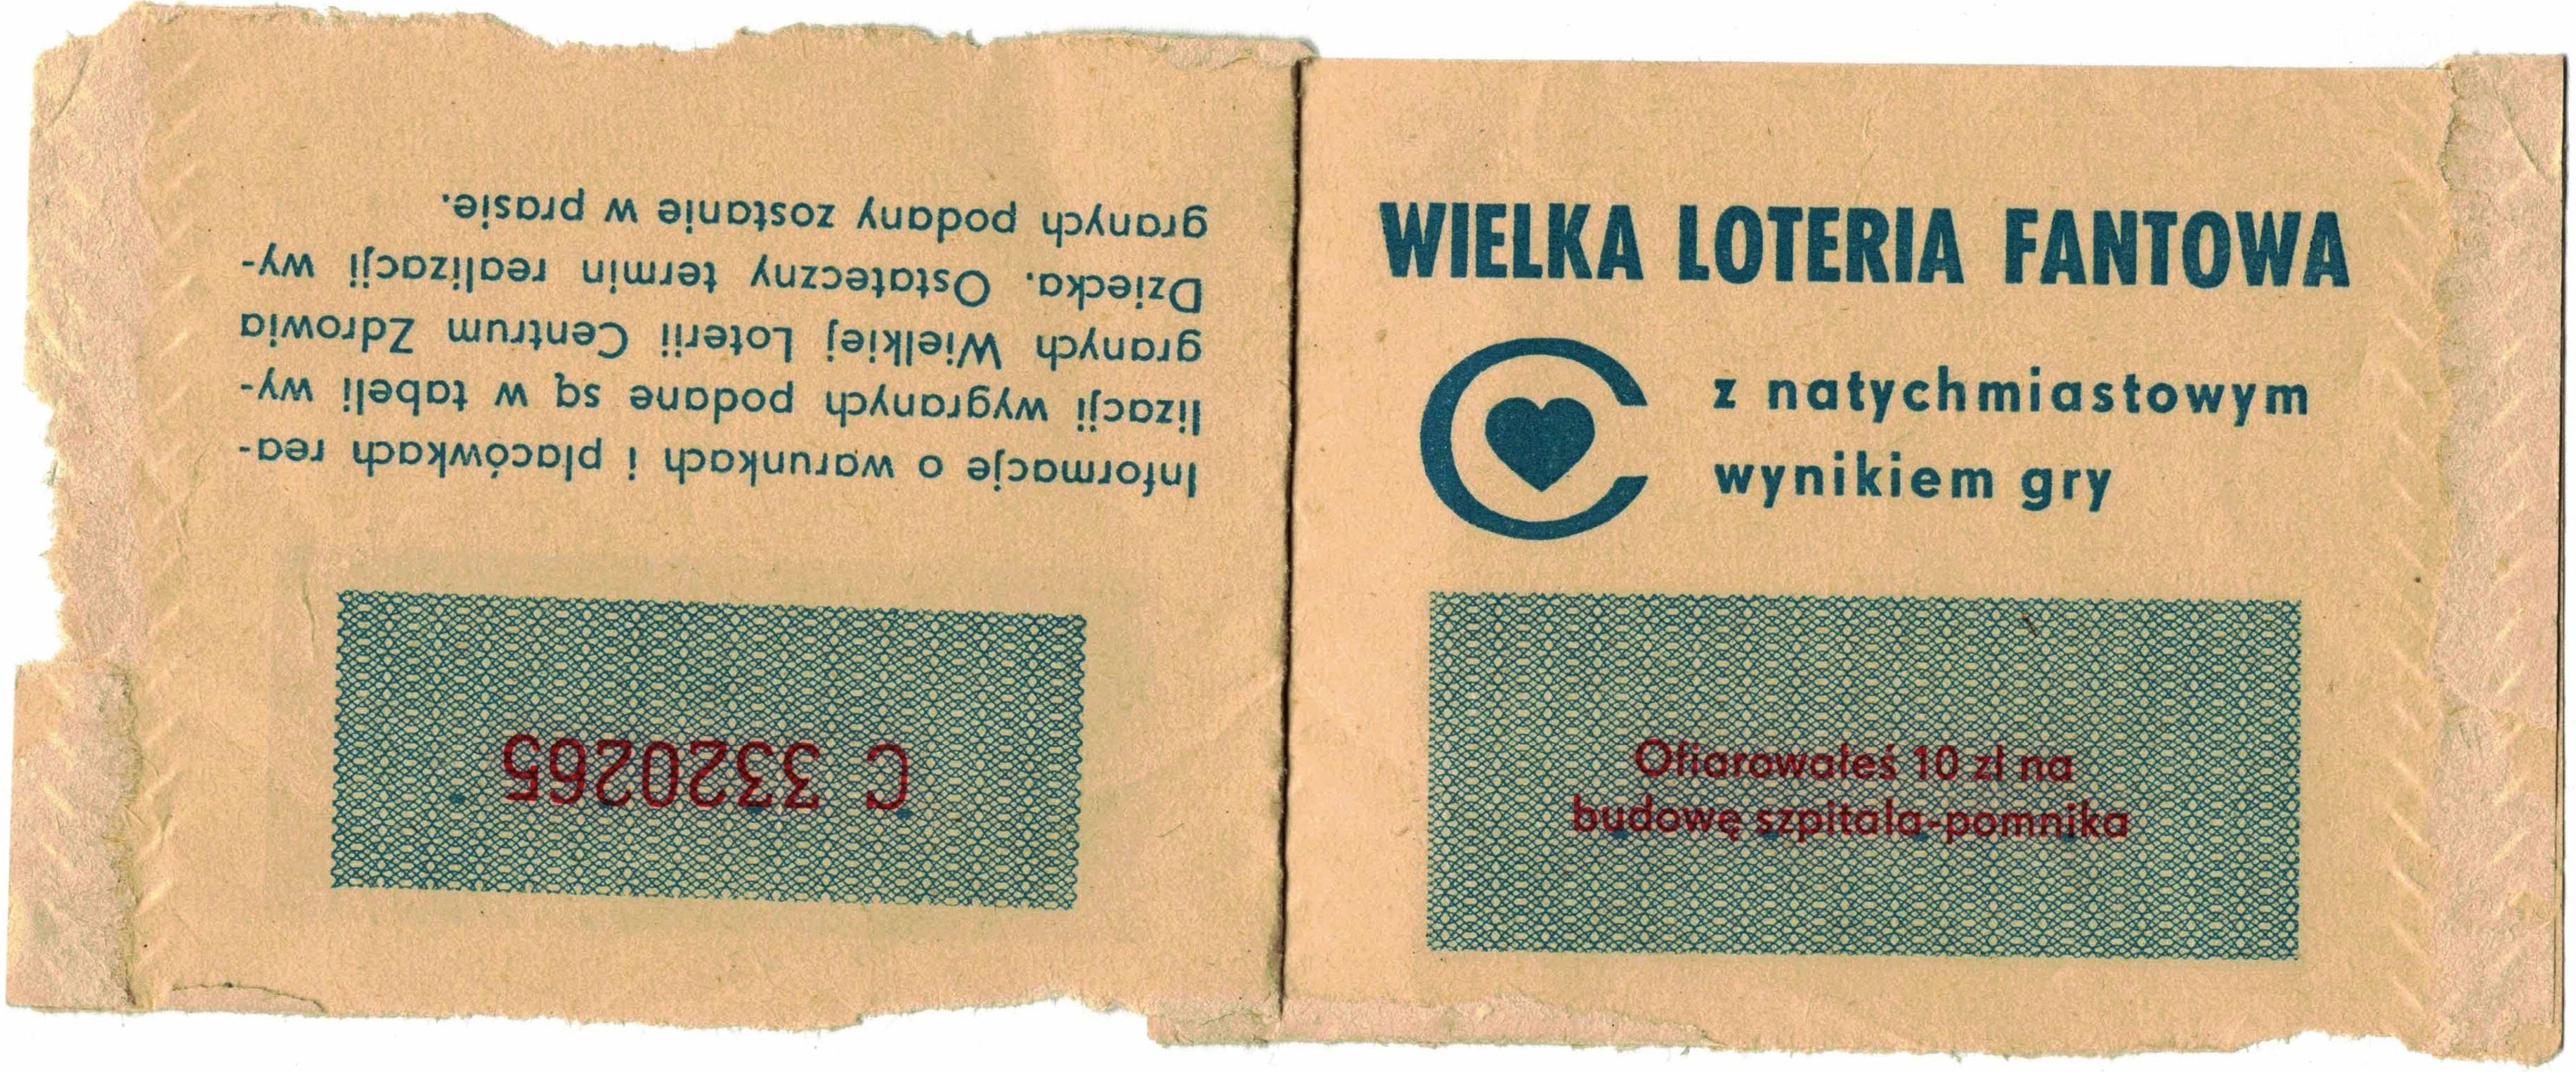 WIELKA LOTERIA FANTOWA
z natychmiastowym
wynikiem gry
Ofiarowałeś 10 zł na
budowę szpitala-pomnika
Informacje o warunkach i placówkach rea-
lizacji wygranych podane są w tabeli wy-
granych Wielkiej Loterii Centrum Zdrowia
Dziecka. Ostateczny termin realizacji wy-
granych podany zostanie w prasie.
C 3320265